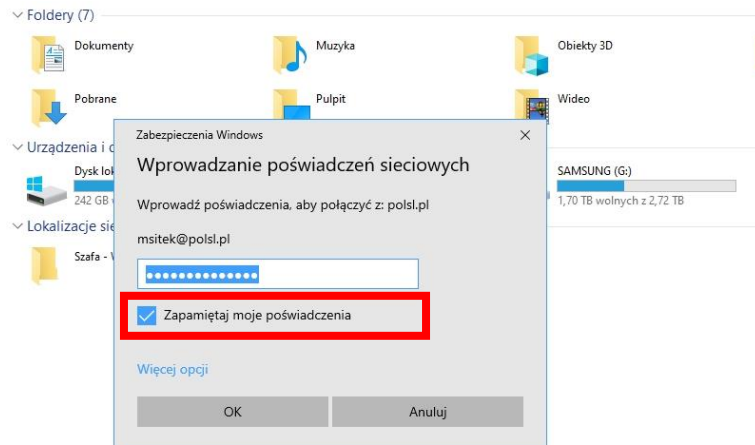 Foldery (7)
Dokumenty
Muzyka
Obiekty 3D
Pobrane
Pulpit
Wideo
Urządzenia i
Dysk
242 GB
SAMSUNG (G:)
1,70 TB wolnych z 2,72 TB
Lokalizacje
Szafa -
Zabezpieczenia Windows
Wprowadzanie poświadczeń sieciowych
Wprowadź poświadczenia, aby połączyć z: polsl.pl
msitek@polsl.pl
Zapamiętaj moje poświadczenia
Więcej opcji
OK
Anuluj